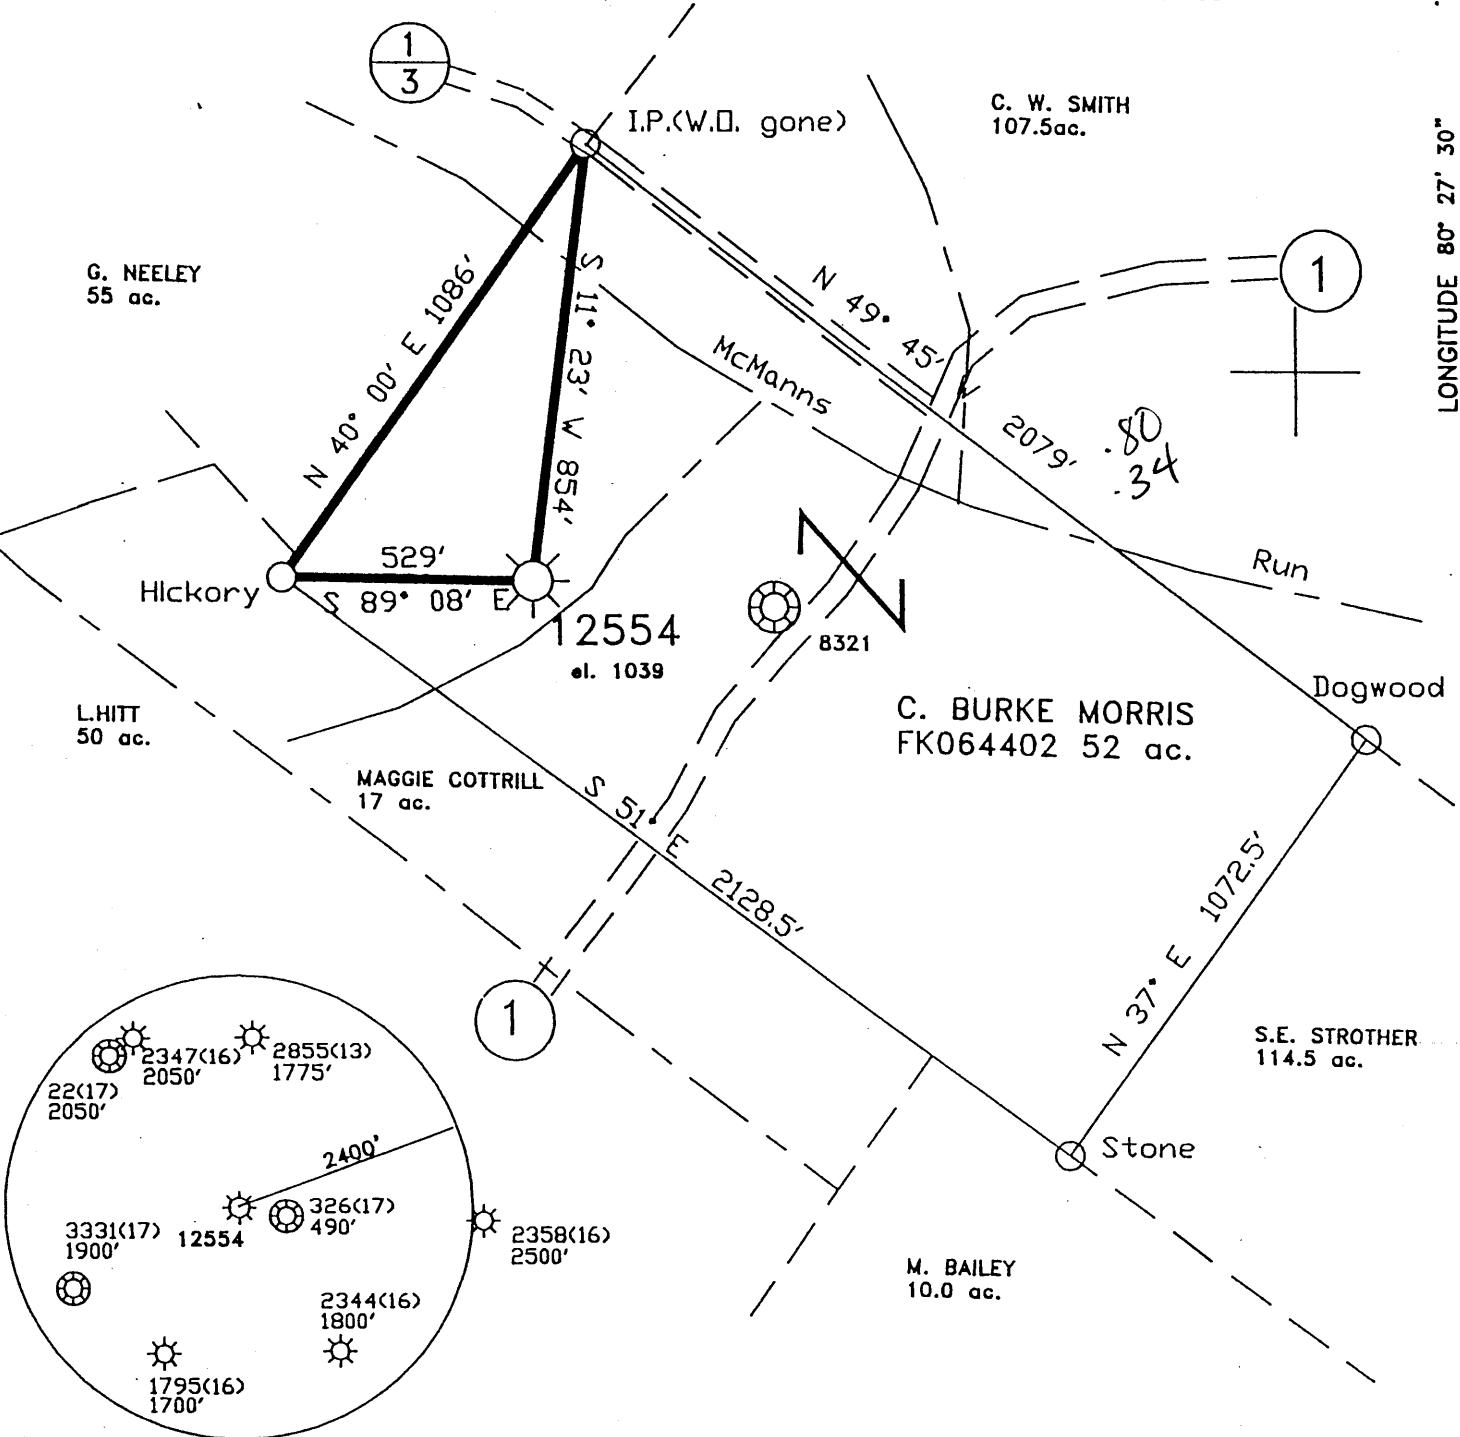 1
3
I.P.(W.O. gone)
C. W. SMITH
107.5ac.
LONGITUDE 80° 27' 30"
G. NEELEY
55 ac.
N 40° 00' E 1086'
S 11° 23' W 854'
N 49° 45' W
2079'
.80
.34
1
McManns
Run
HIckory
529'
S 89° 08' E
12554
el. 1039
8321
C. BURKE MORRIS
FK064402 52 ac.
Dogwood
L.HITT
50 ac.
MAGGIE COTTRILL
17 ac.
S 51° E
2128.5'
N 37° E 1072.5'
1
S.E. STROTHER
114.5 ac.
Stone
M. BAILEY
10.0 ac.
2347(16)
2050'
2855(13)
1775'
22(17)
2050'
2400'
326(17)
490'
12554
3331(17)
1900'
2358(16)
2500'
2344(16)
1800'
1795(16)
1700'